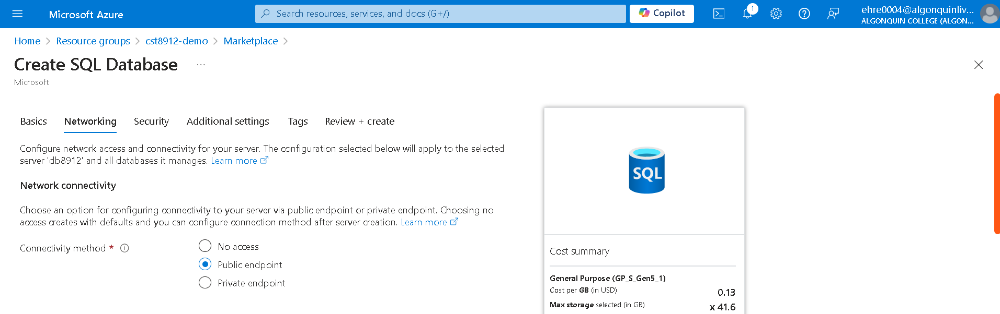 Microsoft Azure
Search resources, services, and docs (G+/)
Copilot
1
ehre0004@algonquinliv...
ALGONQUIN COLLEGE (ALGON...
Home > Resource groups > cst8912-demo > Marketplace >
Create SQL Database ...
Microsoft
Basics Networking Security Additional settings Tags Review + create
Configure network access and connectivity for your server. The configuration selected below will apply to the selected
server 'db8912' and all databases it manages. Learn more
Network connectivity
Choose an option for configuring connectivity to your server via public endpoint or private endpoint. Choosing no
access creates with defaults and you can configure connection method after server creation. Learn more
Connectivity method *
No access
Public endpoint
Private endpoint
SQL
Cost summary
General Purpose (GP_S_Gen5_1)
Cost per GB (in USD) 0.13
Max storage selected (in GB) x 41.6